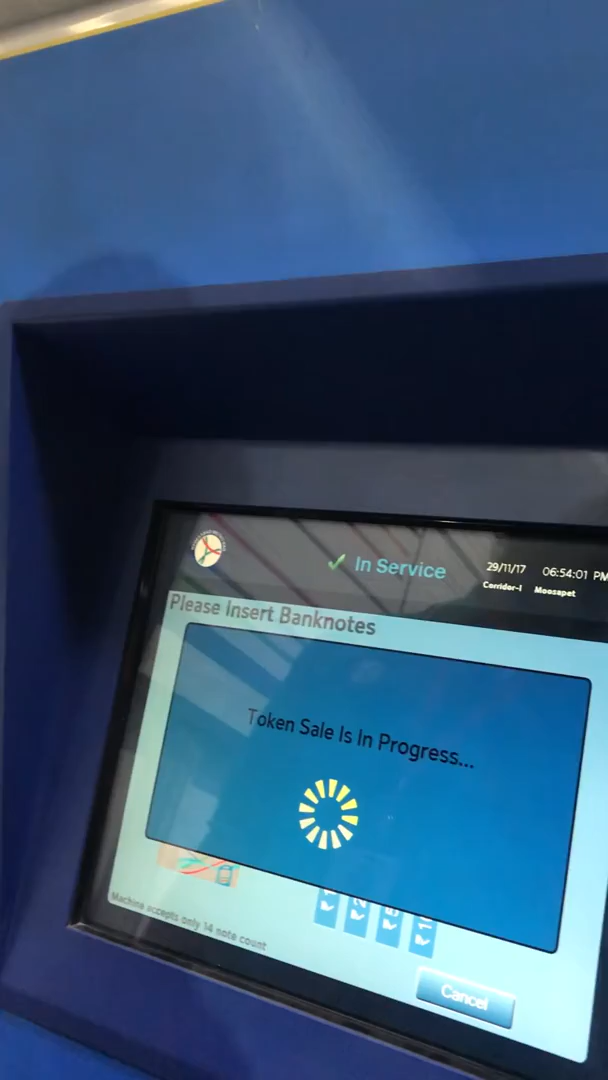 In Service
29/11/17 06:54:01 PM
Corridor-I Moosapet
Please Insert Banknotes
Token Sale Is In Progress...
Machine accepts only 14 note count
Cancel